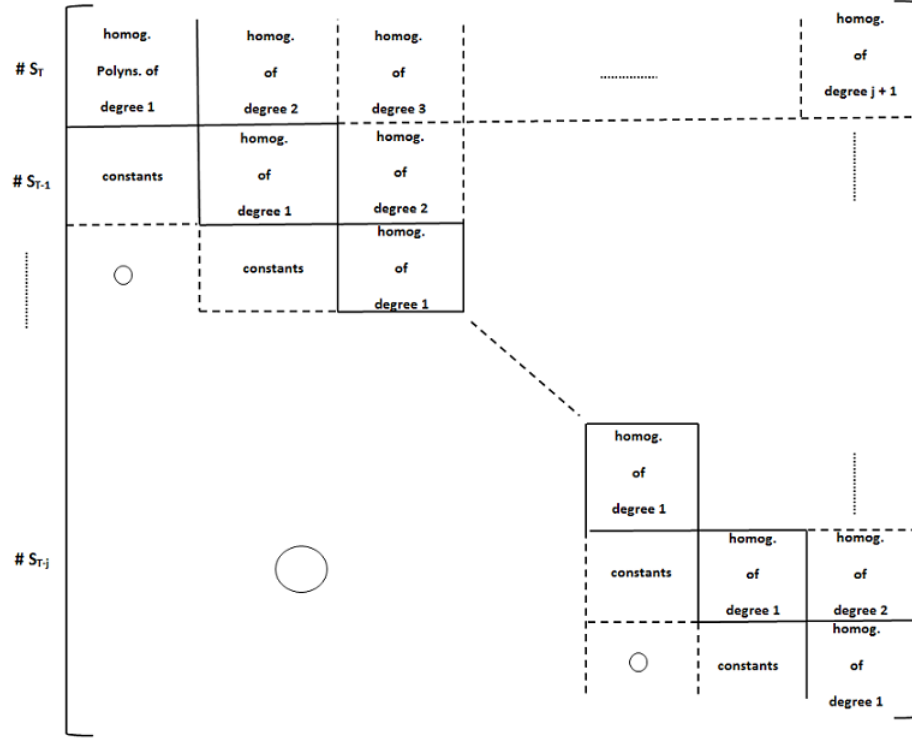 homog.
Polyns. of
degree 1
homog.
of
degree 2
homog.
of
degree 3
homog.
of
degree j + 1
# S_T
constants
homog.
of
degree 1
homog.
of
degree 2
# S_T-1
constants
homog.
of
degree 1
homog.
of
degree 1
# S_T-j
constants
homog.
of
degree 1
homog.
of
degree 2
constants
homog.
of
degree 1